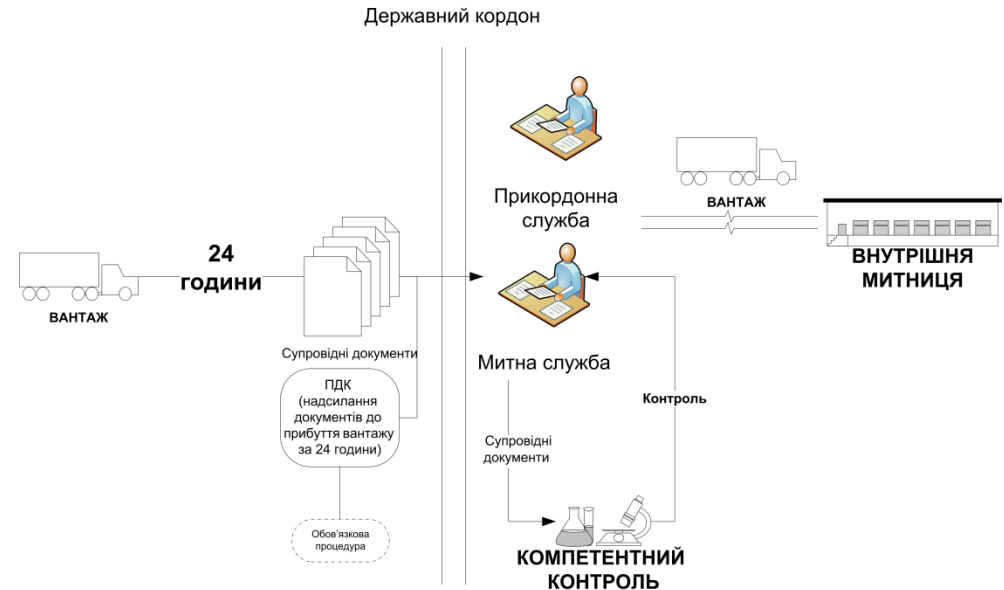 Державний кордон
Прикордонна
служба
ВАНТАЖ
ВНУТРІШНЯ
МИТНИЦЯ
24
години
ВАНТАЖ
Супровідні документи
Митна служба
ПДК
(надсилання
документів до
прибуття вантажу
за 24 години)
Контроль
Супровідні
документи
Обов'язкова
процедура
КОМПЕТЕНТНИЙ
КОНТРОЛЬ